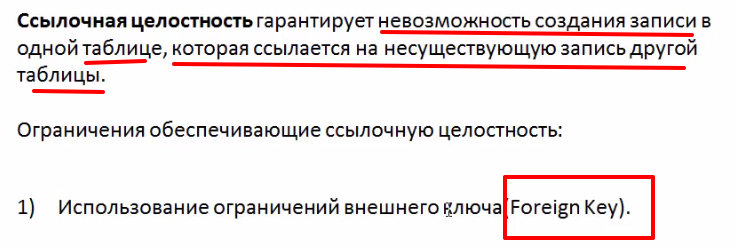 Ссылочная целостность гарантирует невозможность создания записи в
одной таблице, которая ссылается на несуществующую запись другой
таблицы.
Ограничения обеспечивающие ссылочную целостность:
1) Использование ограничений внешнего ключа(Foreign Key).